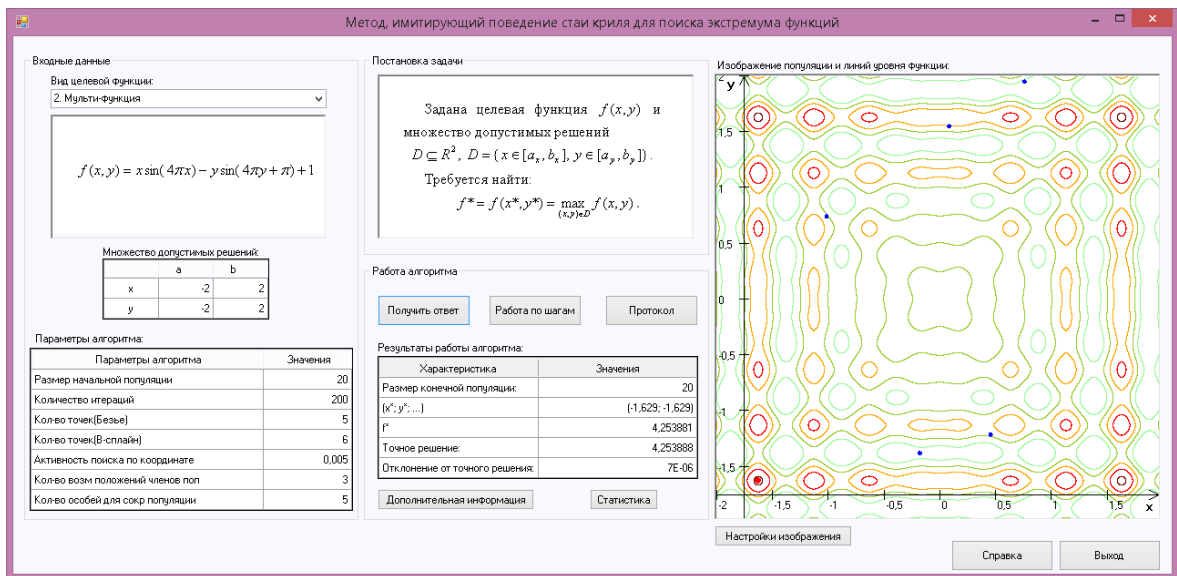 Метод, имитирующий поведение стаи криля для поиска экстремума функций
Входные данные
Вид целевой функции:
2. Мульти-функция
f(x, y) = x sin( 4πx) − y sin( 4πy + π) + 1
Множество допустимых решений:
a b
x -2 2
y -2 2
Параметры алгоритма:
Параметры алгоритма Значения
Размер начальной популяции 20
Количество итераций 200
Кол-во точек(Безье) 5
Кол-во точек(B-сплайн) 6
Активность поиска по координате 0,005
Кол-во возм положений членов поп 3
Кол-во особей для сокр популяции 5
Постановка задачи
Задана целевая функция f(x, y) и
множество допустимых решений
D ⊆ R², D = { x ∈ [a_x, b_x], y ∈ [a_y, b_y]} .
Требуется найти:
f* = f(x*, y*) = max f(x, y) .
(x,y)∈D
Работа алгоритма
Получить ответ Работа по шагам Протокол
Результаты работы алгоритма:
Характеристика Значения
Размер конечной популяции: 20
(x*; y*; ...) (-1,629; -1,629)
f* 4,253881
Точное решение: 4,253888
Отклонение от точного решения: 7E-06
Дополнительная информация Статистика
Изображение популяции и линий уровня функции:
2 y
1,5
1
0,5
0
-0,5
-1
-1,5
-2 -1,5 -1 -0,5 0 0,5 1 1,5 x
Настройки изображения
Справка Выход